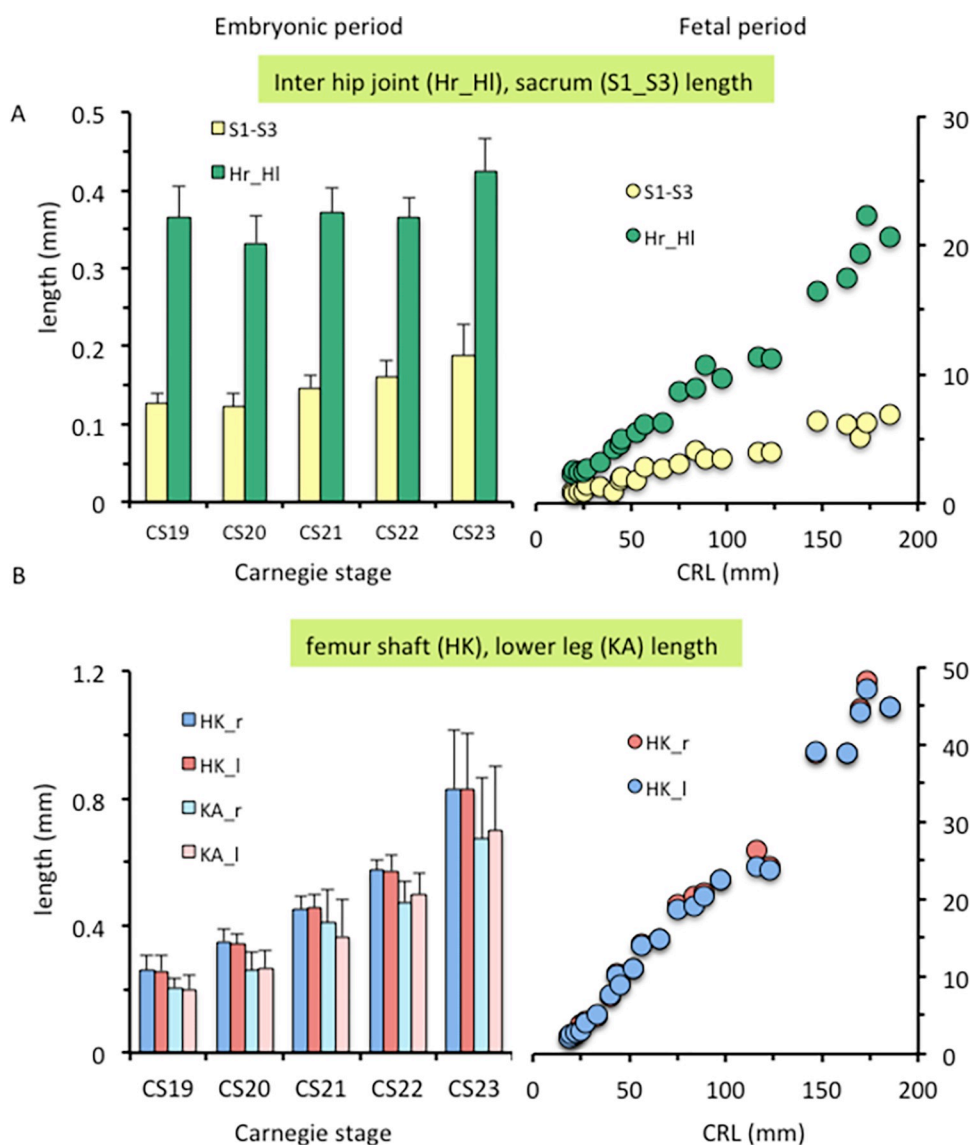 Embryonic period
Fetal period
Inter hip joint (Hr_Hl), sacrum (S1_S3) length
A
0.5
0.4
0.3
0.2
0.1
0
length (mm)
S1-S3
Hr_Hl
CS19 CS20 CS21 CS22 CS23
Carnegie stage
S1-S3
Hr_Hl
30
20
10
0
0 50 100 150 200
CRL (mm)
B
femur shaft (HK), lower leg (KA) length
1.2
0.8
0.4
0
length (mm)
HK_r
HK_l
KA_r
KA_l
CS19 CS20 CS21 CS22 CS23
Carnegie stage
HK_r
HK_l
50
40
30
20
10
0
0 50 100 150 200
CRL (mm)